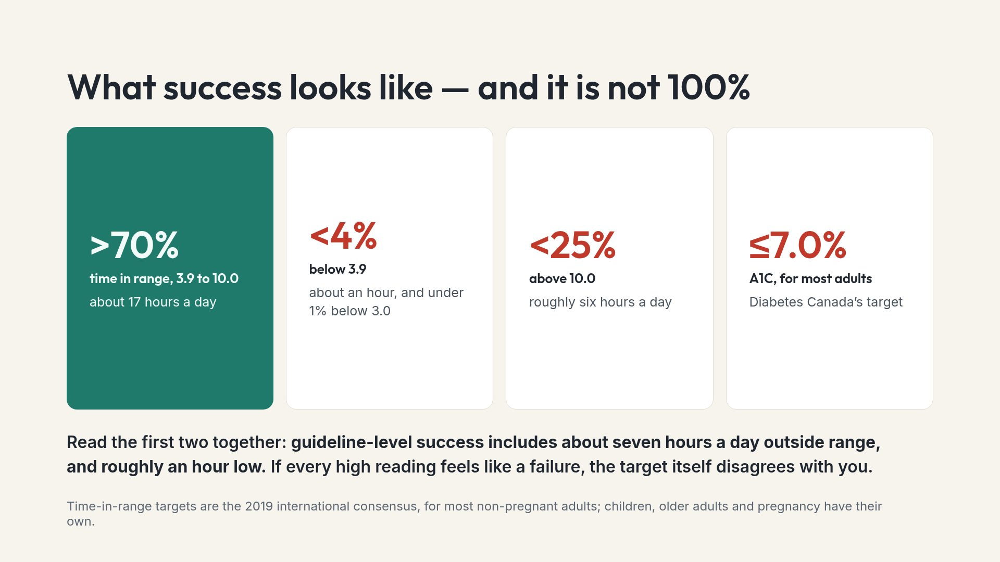 What success looks like — and it is not 100%
>70%
time in range, 3.9 to 10.0
about 17 hours a day
<4%
below 3.9
about an hour, and under
1% below 3.0
<25%
above 10.0
roughly six hours a day
≤7.0%
A1C, for most adults
Diabetes Canada’s target
Read the first two together: guideline-level success includes about seven hours a day outside range,
and roughly an hour low. If every high reading feels like a failure, the target itself disagrees with you.
Time-in-range targets are the 2019 international consensus, for most non-pregnant adults; children, older adults and pregnancy have their
own.